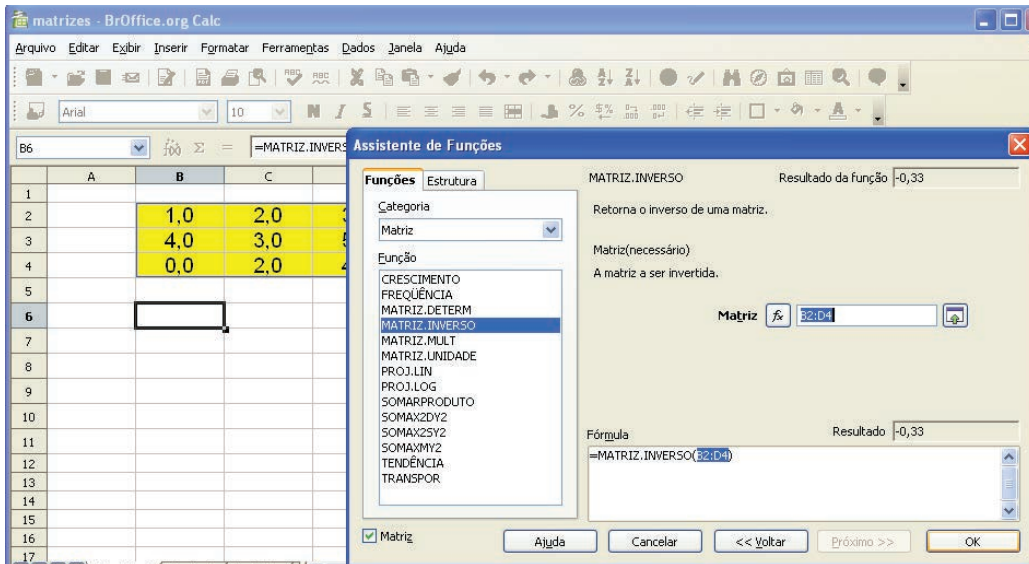 matrizes - BrOffice.org Calc
Arquivo Editar Exibir Inserir Formatar Ferramentas Dados Janela Ajuda
Arial 10 N I S
B6 f(x) Σ = =MATRIZ.INVERS
A B C
1
2 1,0 2,0
3 4,0 3,0
4 0,0 2,0
5
6
7
8
9
10
11
12
13
14
15
16
17
Assistente de Funções
Funções Estrutura
Categoria
Matriz
Função
CRESCIMENTO
FREQÜÊNCIA
MATRIZ.DETERM
MATRIZ.INVERSO
MATRIZ.MULT
MATRIZ.UNIDADE
PROJ.LIN
PROJ.LOG
SOMARPRODUTO
SOMAX2DY2
SOMAX2SY2
SOMAXMY2
TENDÊNCIA
TRANSPOR
Matriz
MATRIZ.INVERSO Resultado da função -0,33
Retorna o inverso de uma matriz.
Matriz(necessário)
A matriz a ser invertida.
Matriz fx B2:D4
Fórmula Resultado -0,33
=MATRIZ.INVERSO(B2:D4)
Ajuda Cancelar << Voltar Próximo >> OK